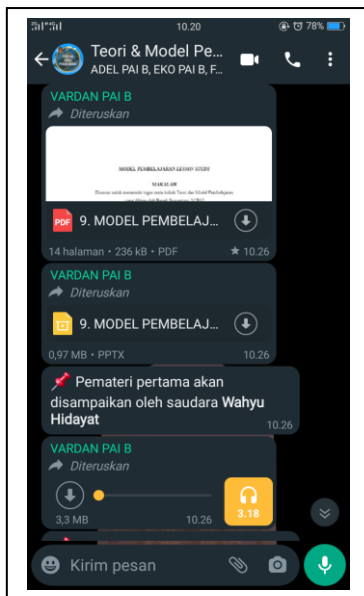 10.20
78%
Teori & Model Pe...
ADEL PAI B, EKO PAI B, F...
VARDAN PAI B
Diteruskan
MODEL PEMBELAJARAN LESSON STUDY
MAKALAH
PDF
9. MODEL PEMBELAJ...
14 halaman • 236 kB • PDF
10.26
VARDAN PAI B
Diteruskan
9. MODEL PEMBELAJ...
0,97 MB • PPTX
10.26
Pemateri pertama akan
disampaikan oleh saudara Wahyu
Hidayat
10.26
VARDAN PAI B
Diteruskan
3,3 MB
10.26
3.18
Kirim pesan